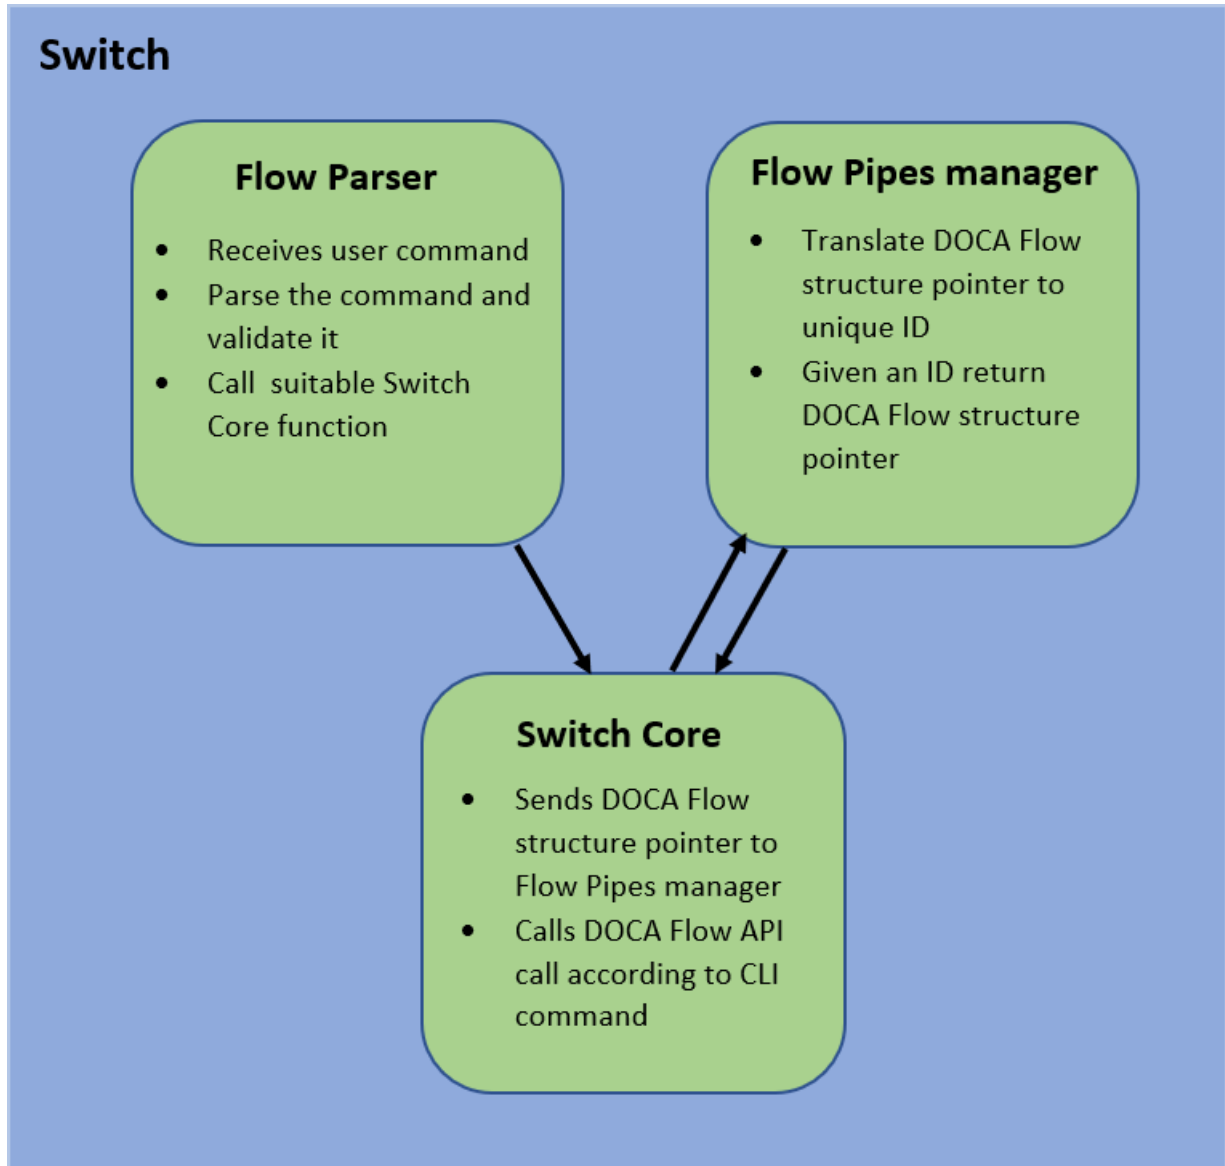 Switch
Flow Parser
• Receives user command
• Parse the command and
validate it
• Call  suitable Switch
Core function
Flow Pipes manager
• Translate DOCA Flow
structure pointer to
unique ID
• Given an ID return
DOCA Flow structure
pointer
Switch Core
• Sends DOCA Flow
structure pointer to
Flow Pipes manager
• Calls DOCA Flow API
call according to CLI
command